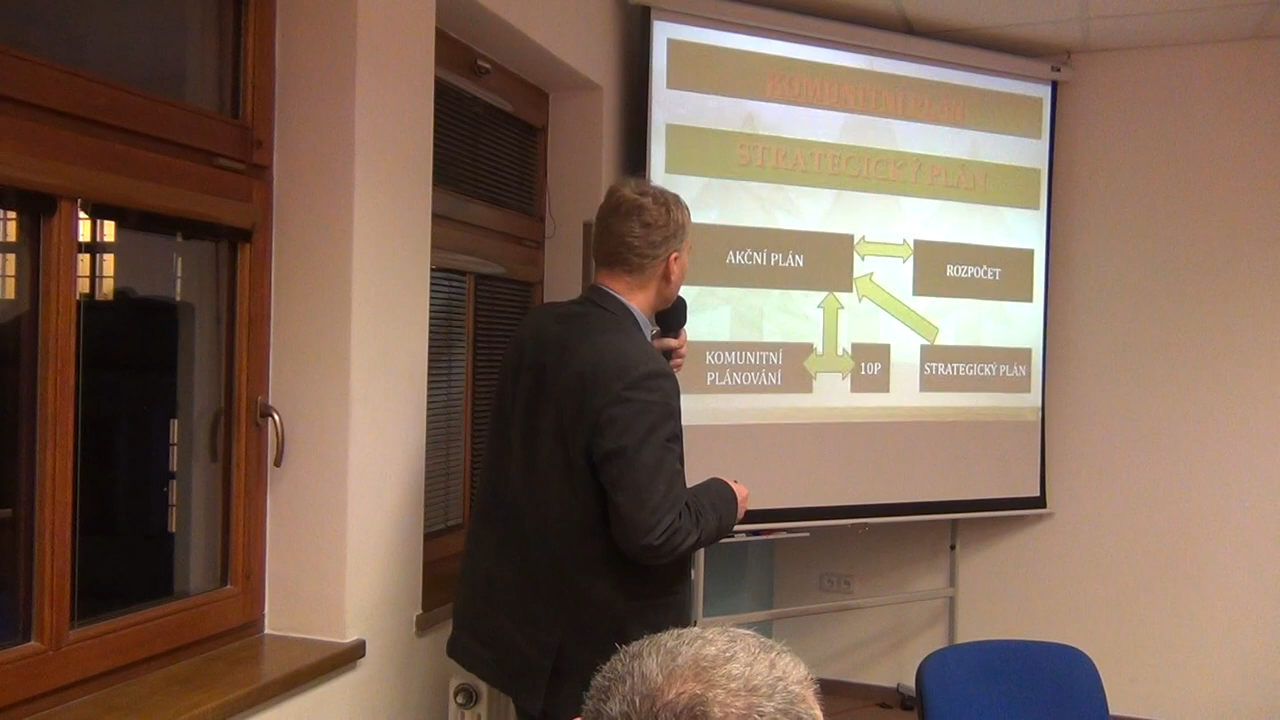 KOMUNITNÍ PLÁN
STRATEGICKÝ PLÁN
AKČNÍ PLÁN
ROZPOČET
KOMUNITNÍ
PLÁNOVÁNÍ
10P
STRATEGICKÝ PLÁN